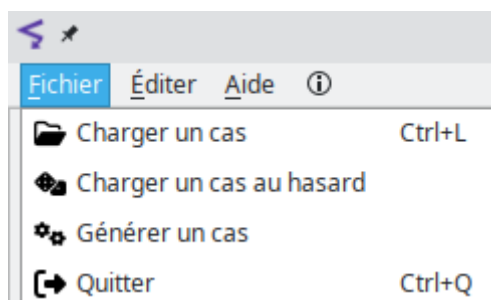 Fichier Éditer Aide
Charger un cas Ctrl+L
Charger un cas au hasard
Générer un cas
Quitter Ctrl+Q